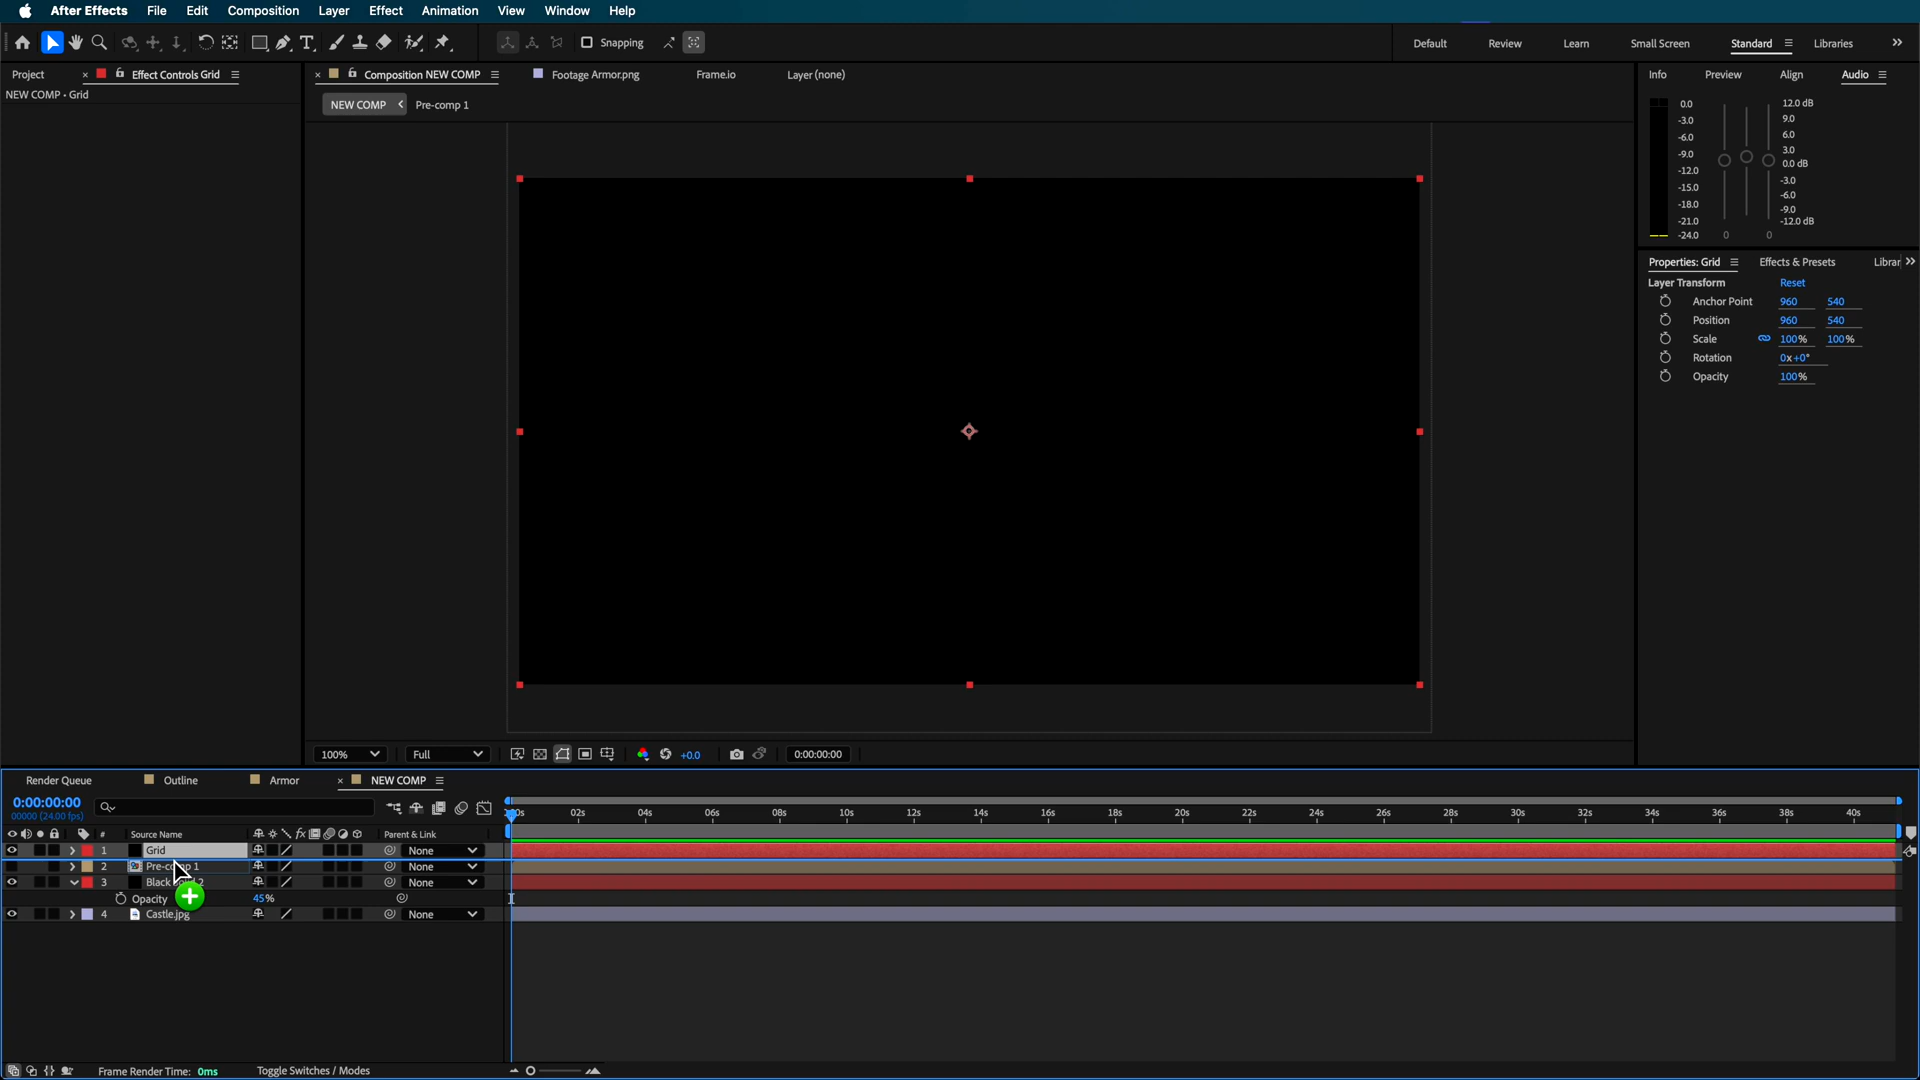 After Effects File Edit Composition Layer Effect Animation View Window Help
Snapping
Default Review Learn Small Screen Standard Libraries
Project × Effect Controls Grid × Composition NEW COMP Footage Armor.png Frame.io Layer (none) Info Preview Align Audio
NEW COMP • Grid
NEW COMP Pre-comp 1
0.0 12.0 dB
-3.0 9.0
-6.0 6.0
-9.0 3.0
-12.0 0.0 dB
-15.0 -3.0
-18.0 -6.0
-21.0 -9.0
-24.0 -12.0 dB
0 0
Properties: Grid Effects & Presets Librar
Layer Transform Reset
Anchor Point 960 540
Position 960 540
Scale 100% 100%
Rotation 0x+0°
Opacity 100%
100% Full +0.0 0:00:00:00
Render Queue Outline Armor × NEW COMP
0:00:00:00
00000 (24.00 fps)
02s 04s 06s 08s 10s 12s 14s 16s 18s 20s 22s 24s 26s 28s 30s 32s 34s 36s 38s 40s
# Source Name fx Parent & Link
1 Grid None
2 Pre-comp 1 None
3 Black 2 None
Opacity 45%
4 Castle.jpg None
Frame Render Time: 0ms Toggle Switches / Modes